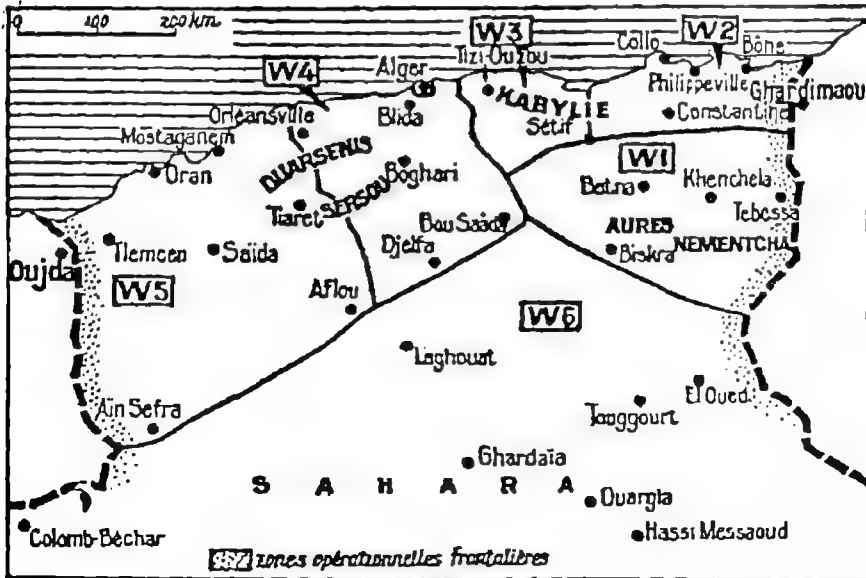 0 100 200 km
W3
W2
W4
Alger
Tizi-Ouzou
Collo
Bône
Philippeville
Ghardimaou
Orléansville
Blida
KABYLIE
Sétif
Constantine
Mostaganem
Oran
OUARSENIS
Boghari
W1
Batna
Khenchela
Tiaret
SERSOU
Bou Saâda
AURES
Tebessa
Tlemcen
Saïda
Djelfa
Biskra
NEMENTCHA
Oujda
W5
Aflou
W6
Laghouat
El Oued
Aïn Sefra
Touggourt
Ghardaïa
SAHARA
Ouargla
Colomb-Béchar
Hassi Messaoud
zones opérationnelles frontalières